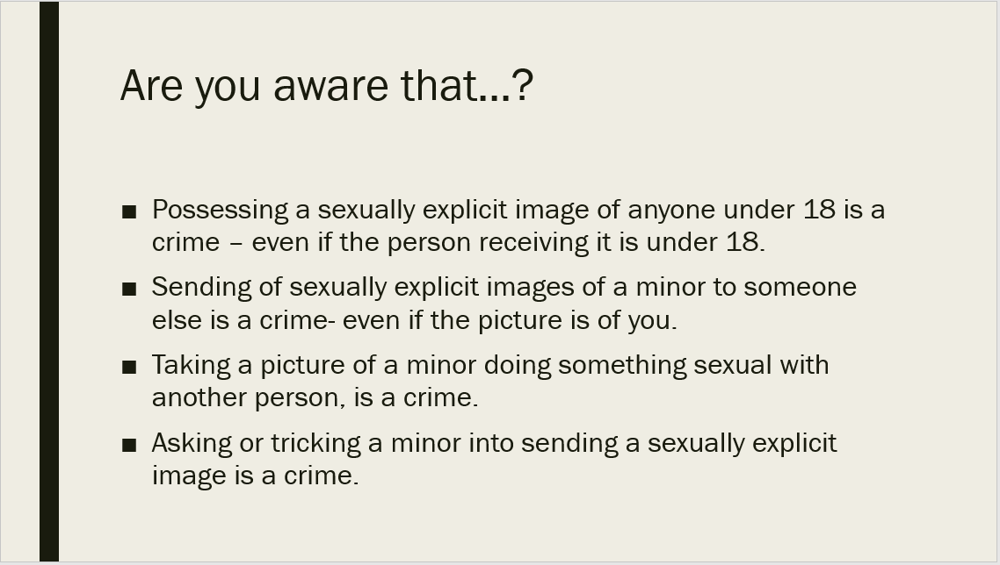 Are you aware that...?
■ Possessing a sexually explicit image of anyone under 18 is a
crime – even if the person receiving it is under 18.
■ Sending of sexually explicit images of a minor to someone
else is a crime- even if the picture is of you.
■ Taking a picture of a minor doing something sexual with
another person, is a crime.
■ Asking or tricking a minor into sending a sexually explicit
image is a crime.